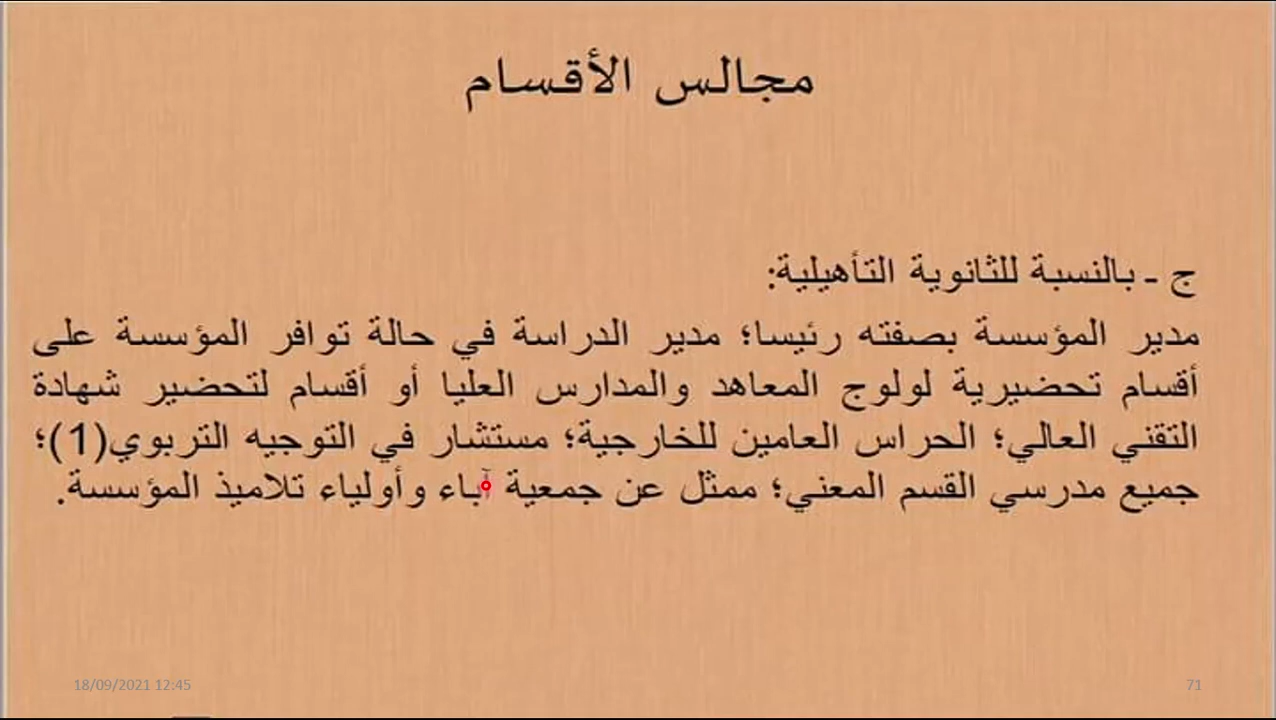 مجالس الأقسام
ج - بالنسبة للثانوية التأهيلية:
مدير المؤسسة بصفته رئيسا؛ مدير الدراسة في حالة توافر المؤسسة على
أقسام تحضيرية لولوج المعاهد والمدارس العليا أو أقسام لتحضير شهادة
التقني العالي؛ الحراس العامين للخارجية؛ مستشار في التوجيه التربوي(1)؛
جميع مدرسي القسم المعني؛ ممثل عن جمعية آباء وأولياء تلاميذ المؤسسة.
18/09/2021 12:45
71